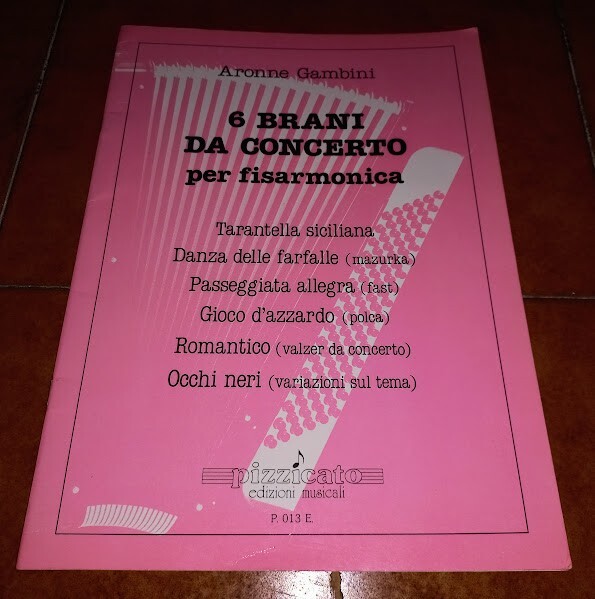 Aronne Gambini
6 BRANI
DA CONCERTO
per fisarmonica
Tarantella siciliana
Danza delle farfalle (mazurka)
Passeggiata allegra (fast)
Gioco d'azzardo (polca)
Romantico (valzer da concerto)
Occhi neri (variazioni sul tema)
pizzicato
edizioni musicali
P. 013 E.